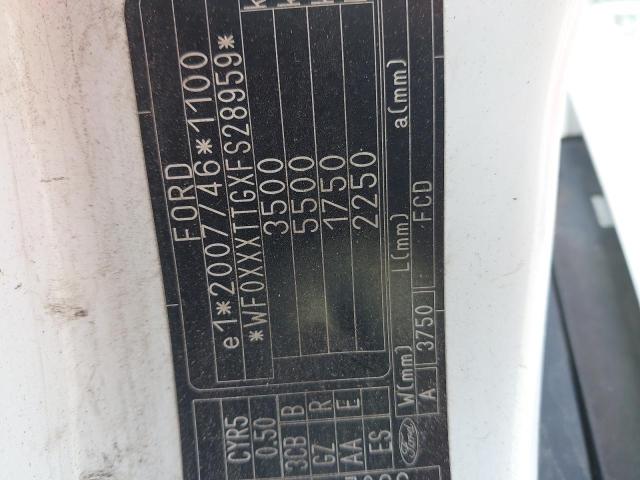 FORD
e1*2007/46*1100
*WF0XXXTTGXFS28959*
3500
5500
1750
2250
W(mm) L(mm) a(mm)
A 3750 FCD
CYR5
0.50
3CB B
GZ R
AA E
ES
Ford